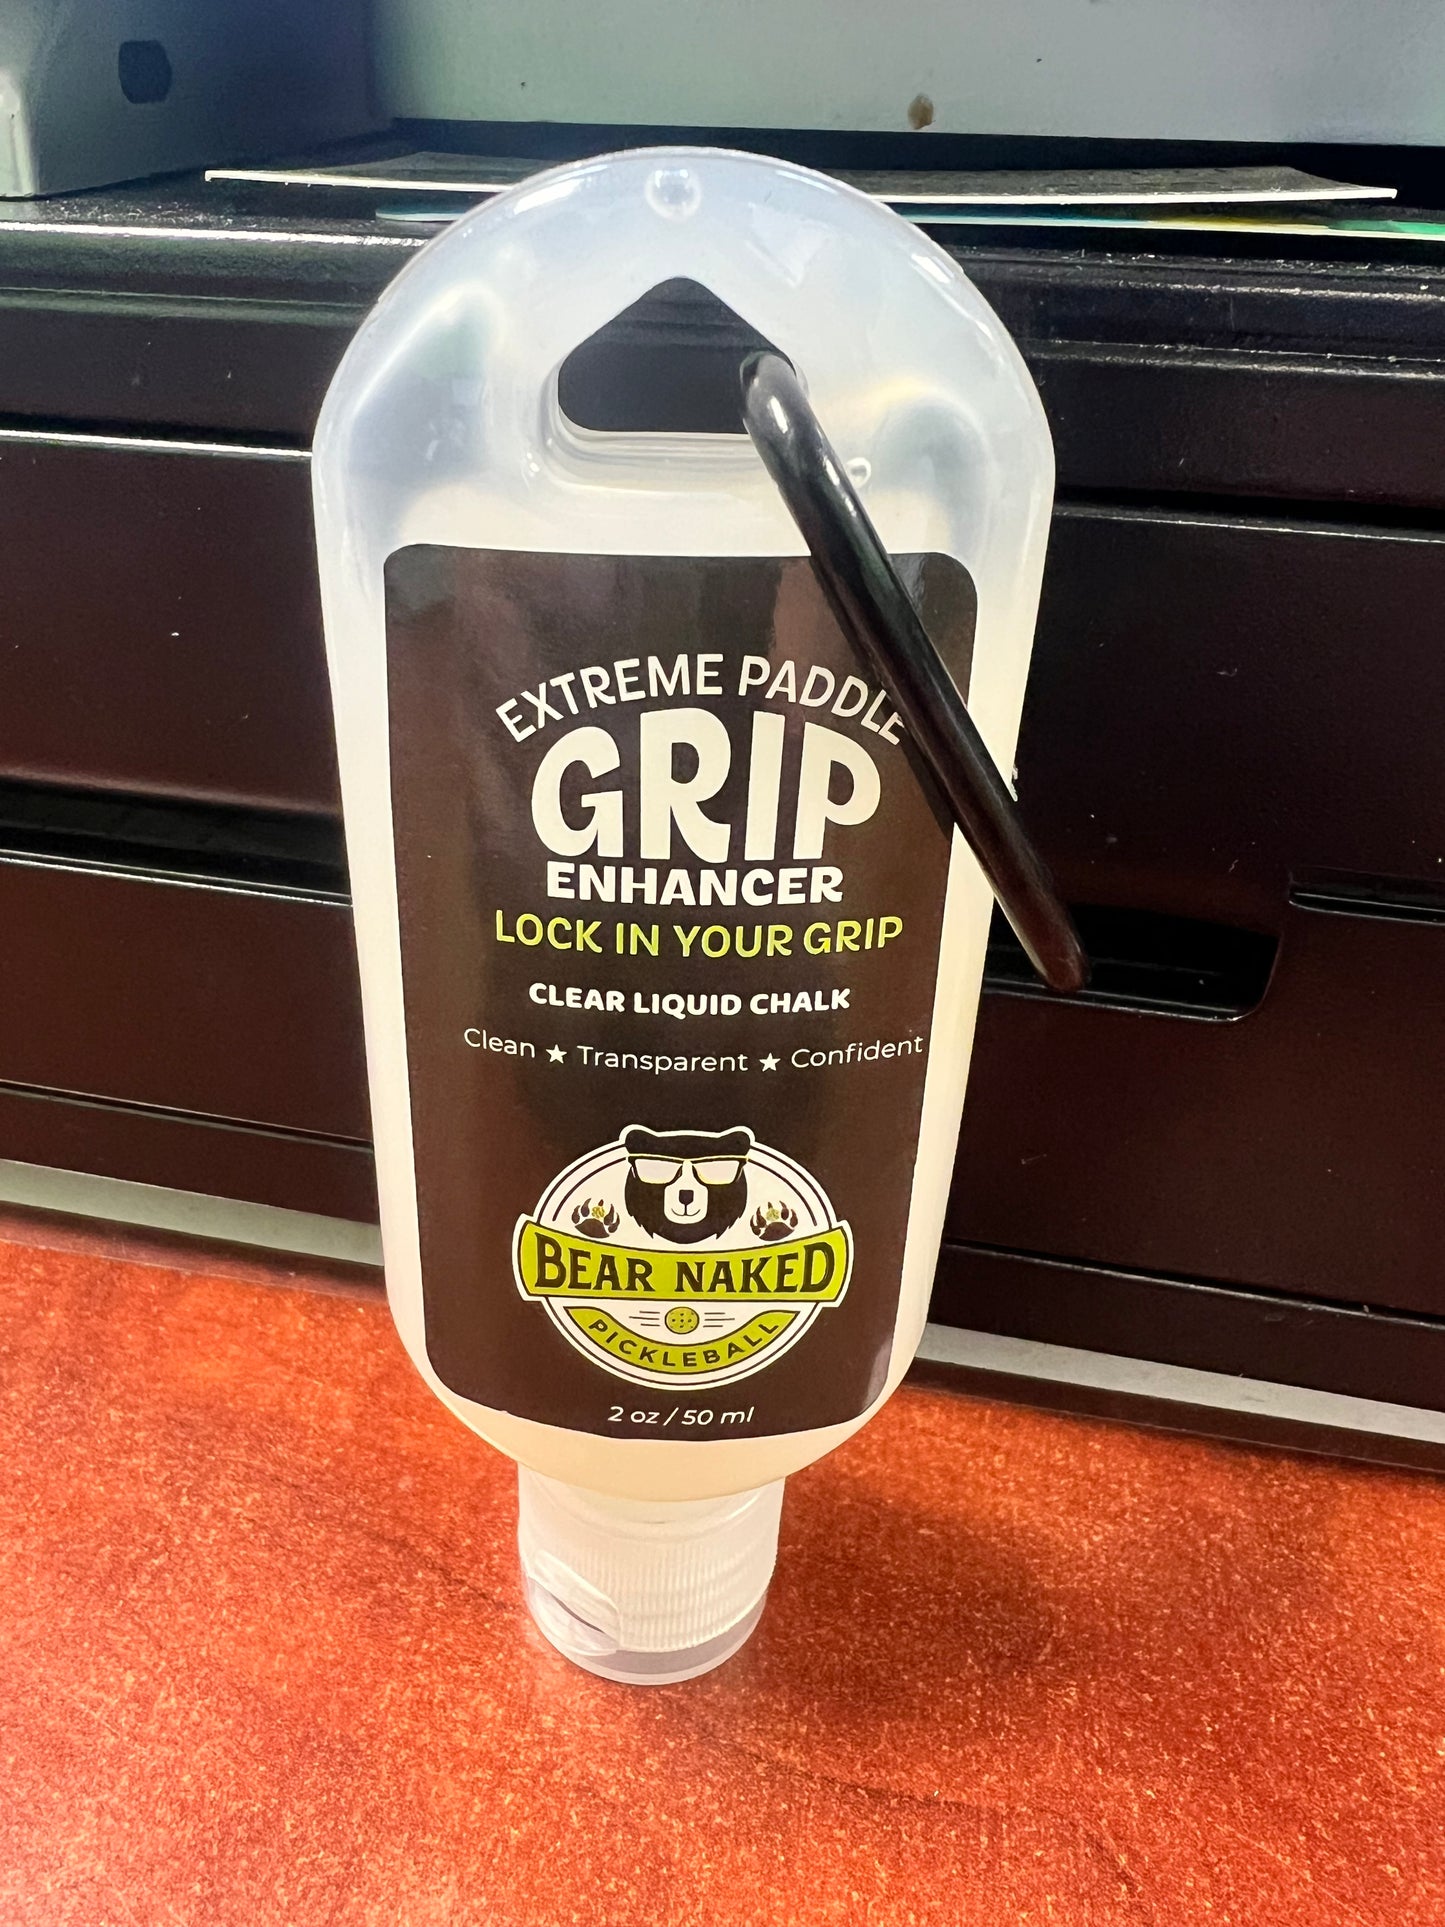 EXTREME PADDLE
GRIP
ENHANCER
LOCK IN YOUR GRIP
CLEAR LIQUID CHALK
Clean ★ Transparent ★ Confident
BEAR NAKED
PICKLEBALL
2 oz / 50 ml